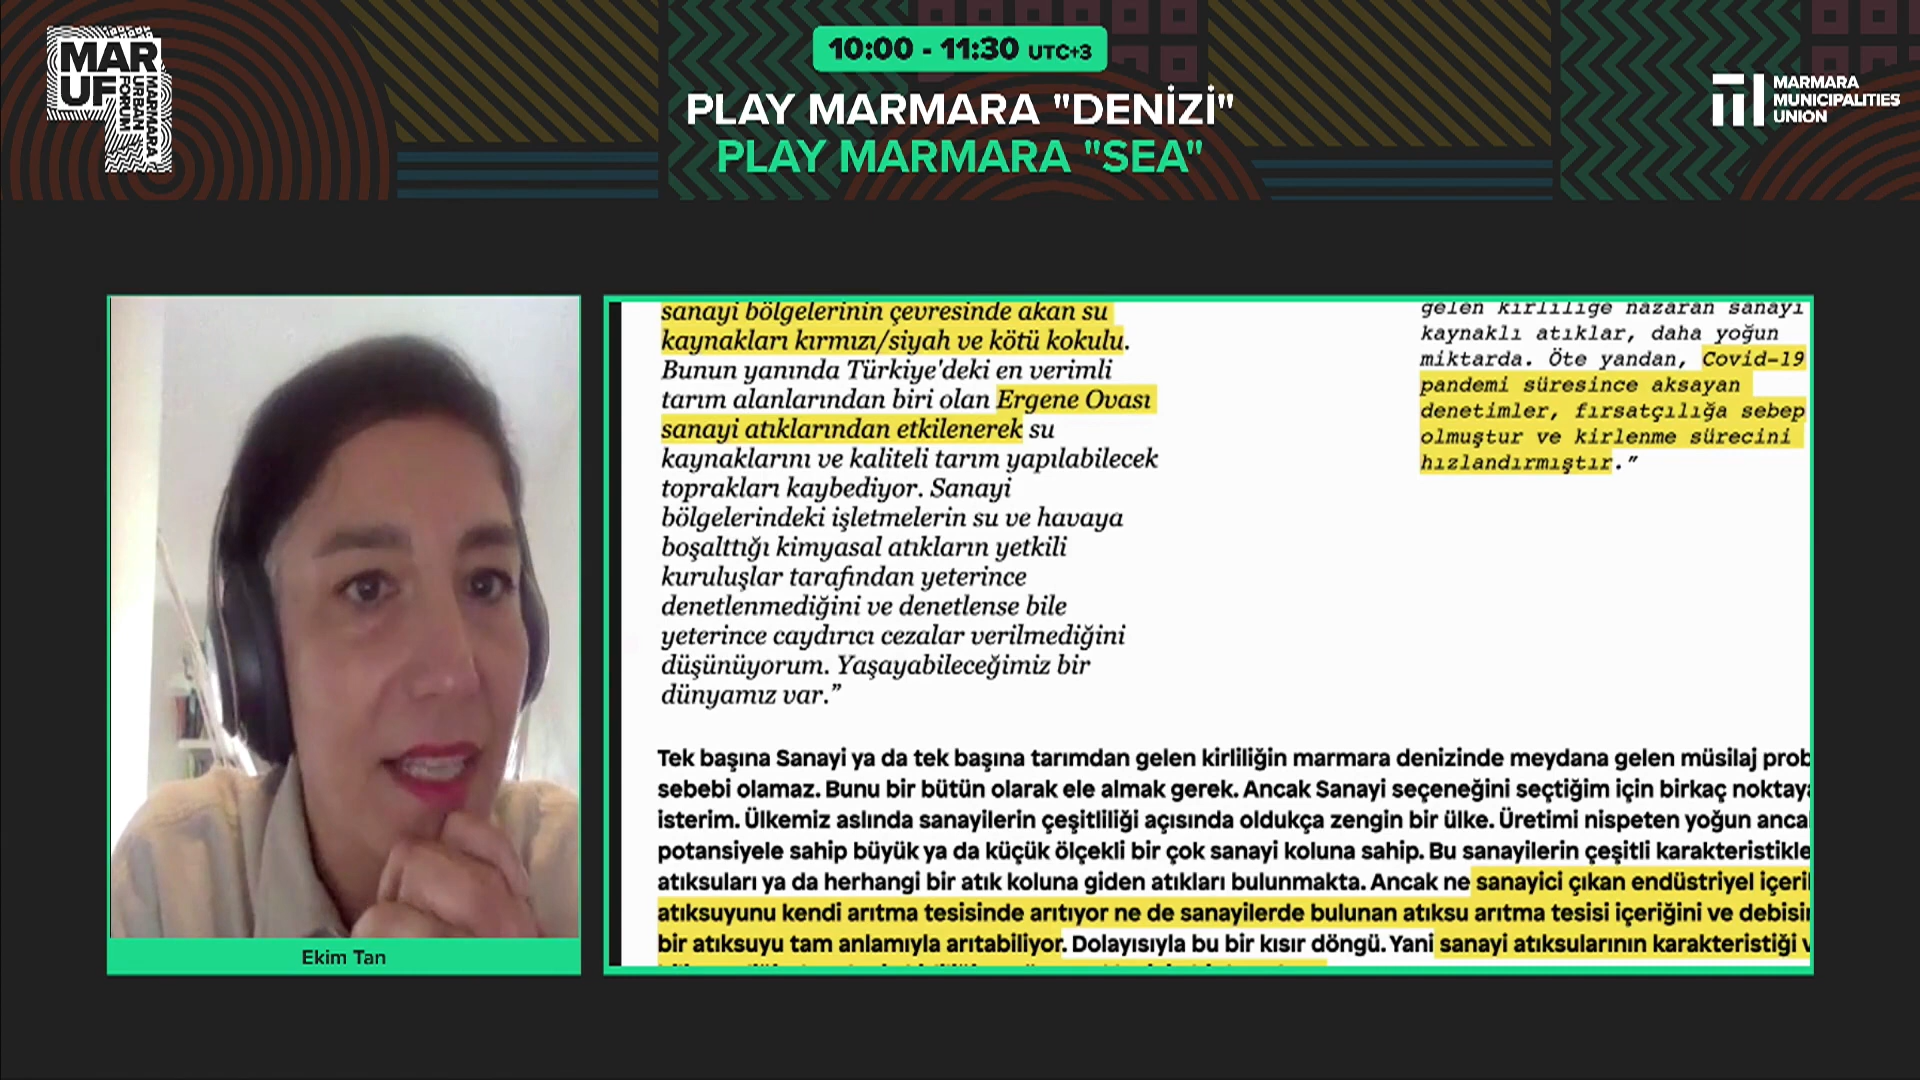 MAR
UF
MARMARA
URBAN
FORUM
10:00 - 11:30 UTC+3
PLAY MARMARA "DENİZİ"
PLAY MARMARA "SEA"
MARMARA
MUNICIPALITIES
UNION
sanayi bölgelerinin çevresinde akan su
kaynakları kırmızı/siyah ve kötü kokulu.
Bunun yanında Türkiye'deki en verimli
tarım alanlarından biri olan Ergene Ovası
sanayi atıklarından etkilenerek su
kaynaklarını ve kaliteli tarım yapılabilecek
toprakları kaybediyor. Sanayi
bölgelerindeki işletmelerin su ve havaya
boşalttığı kimyasal atıkların yetkili
kuruluşlar tarafından yeterince
denetlenmediğini ve denetlense bile
yeterince caydırıcı cezalar verilmediğini
düşünüyorum. Yaşayabileceğimiz bir
dünyamız var.”
gelen kirliliğe nazaran sanayi
kaynaklı atıklar, daha yoğun
miktarda. Öte yandan, Covid-19
pandemi süresince aksayan
denetimler, fırsatçılığa sebep
olmuştur ve kirlenme sürecini
hızlandırmıştır.”
Tek başına Sanayi ya da tek başına tarımdan gelen kirliliğin marmara denizinde meydana gelen müsilaj prob
sebebi olamaz. Bunu bir bütün olarak ele almak gerek. Ancak Sanayi seçeneğini seçtiğim için birkaç noktaya
isterim. Ülkemiz aslında sanayilerin çeşitliliği açısında oldukça zengin bir ülke. Üretimi nispeten yoğun anca
potansiyele sahip büyük ya da küçük ölçekli bir çok sanayi koluna sahip. Bu sanayilerin çeşitli karakteristikle
atıksuları ya da herhangi bir atık koluna giden atıkları bulunmakta. Ancak ne sanayici çıkan endüstriyel içeri
atıksuyunu kendi arıtma tesisinde arıtıyor ne de sanayilerde bulunan atıksu arıtma tesisi içeriğini ve debisi
bir atıksuyu tam anlamıyla arıtabiliyor. Dolayısıyla bu bir kısır döngü. Yani sanayi atıksularının karakteristiği
Ekim Tan